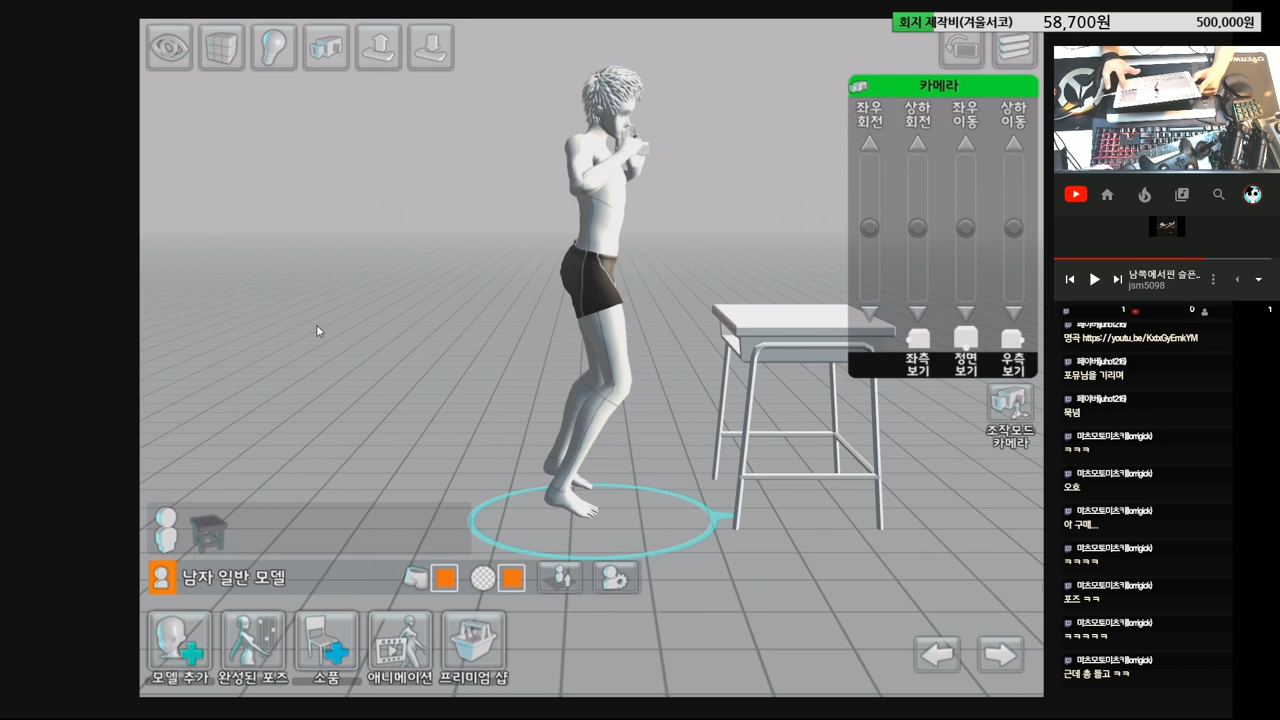 회지 제작비(겨울서코) 58,700원 500,000원
카메라
좌우 회전
상하 회전
좌우 이동
상하 이동
좌측 보기
정면 보기
우측 보기
조작모드 카메라
남쪽에서핀 슬픈..
jsm5098
1 0 1
명곡 https://youtu.be/KxtxGyEmkYM
포뮤님을 기리며
묵념
ㅋㅋㅋ
오호
아 구매...
ㅋㅋㅋㅋ
포즈 ㅋㅋ
ㅋㅋㅋㅋㅋ
근데 총 들고 ㅋㅋ
남자 일반 모델
모델 추가
완성된 포즈
소품
애니메이션
프리미엄 샵